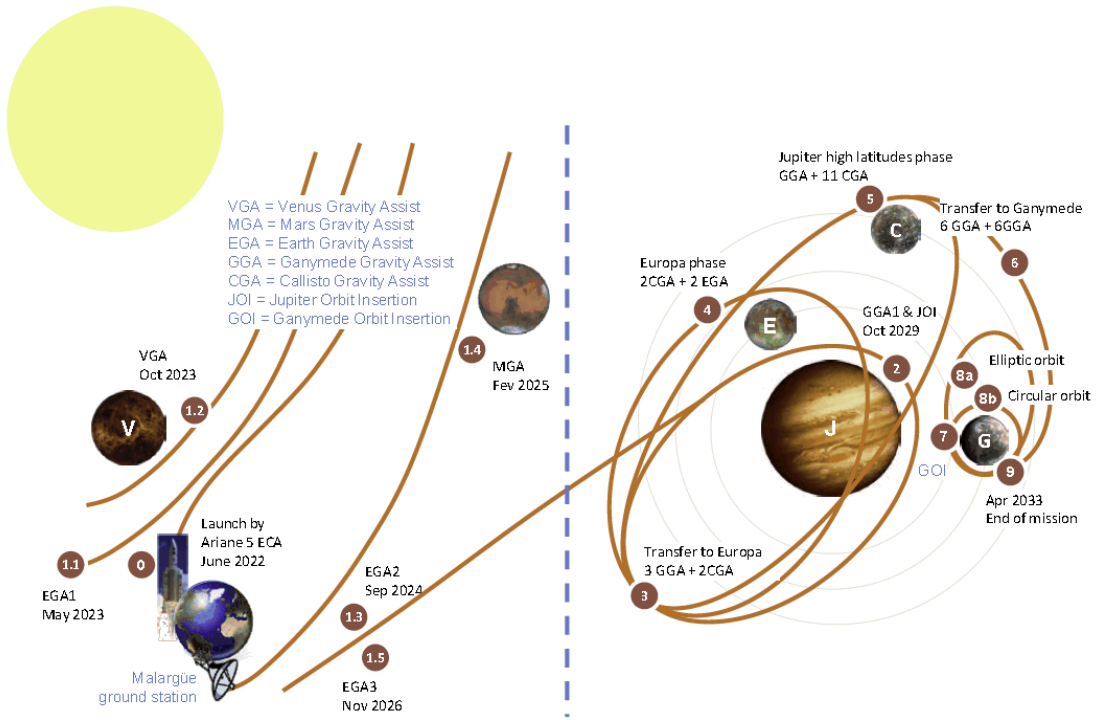 VGA = Venus Gravity Assist
MGA = Mars Gravity Assist
EGA = Earth Gravity Assist
GGA = Ganymede Gravity Assist
CGA = Callisto Gravity Assist
JOI = Jupiter Orbit Insertion
GOI = Ganymede Orbit Insertion
VGA
Oct 2023
V
1.2
1.4
MGA
Fev 2025
Launch by
Ariane 5 ECA
June 2022
1.1
0
EGA1
May 2023
EGA2
Sep 2024
1.3
1.5
EGA3
Nov 2026
Malargüe
ground station
Jupiter high latitudes phase
GGA + 11 CGA
5
C
Transfer to Ganymede
6 GGA + 6GGA
6
Europa phase
2CGA + 2 EGA
4
E
GGA1 & JOI
Oct 2029
2
J
Elliptic orbit
8a
8b
Circular orbit
7
G
GOI
9
Apr 2033
End of mission
Transfer to Europa
3 GGA + 2CGA
3